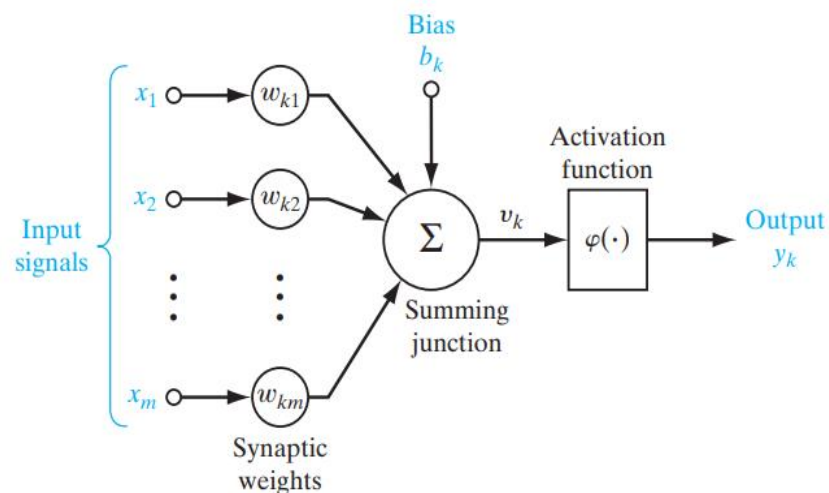 Bias
b_k
x_1
w_k1
Activation
function
x_2
w_k2
Input
signals
Σ
v_k
φ(·)
Output
y_k
Summing
junction
x_m
w_km
Synaptic
weights